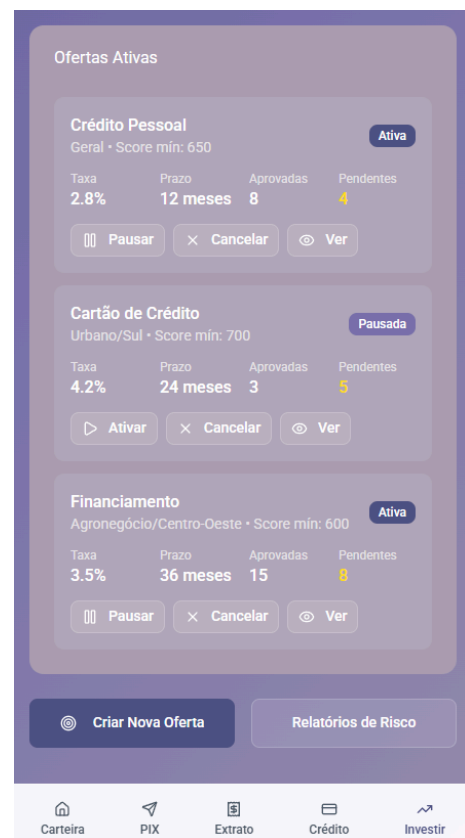 Ofertas Ativas
Crédito Pessoal
Ativa
Geral • Score mín: 650
Taxa Prazo Aprovadas Pendentes
2.8% 12 meses 8 4
Pausar Cancelar Ver
Cartão de Crédito
Pausada
Urbano/Sul • Score mín: 700
Taxa Prazo Aprovadas Pendentes
4.2% 24 meses 3 5
Ativar Cancelar Ver
Financiamento
Ativa
Agronegócio/Centro-Oeste • Score mín: 600
Taxa Prazo Aprovadas Pendentes
3.5% 36 meses 15 8
Pausar Cancelar Ver
Criar Nova Oferta Relatórios de Risco
Carteira PIX Extrato Crédito Investir